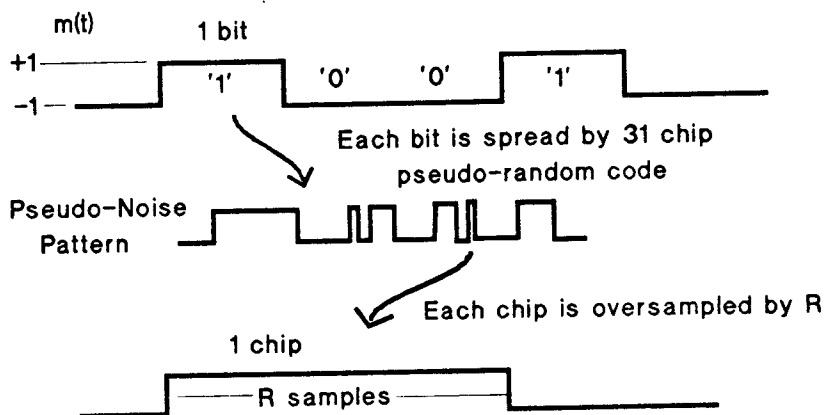 m(t)
1 bit
+1
'1' '0' '0' '1'
-1
Each bit is spread by 31 chip
pseudo-random code
Pseudo-Noise
Pattern
Each chip is oversampled by R
1 chip
R samples